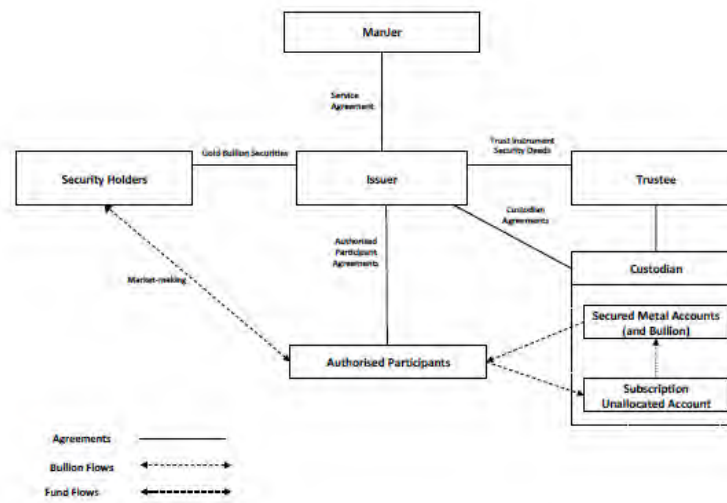 ManJer
Service
Agreement
Gold Bullion Securities
Trust Instrument
Security Deeds
Security Holders
Issuer
Trustee
Custodian
Agreements
Authorised
Participant
Agreements
Custodian
Market-making
Secured Metal Accounts
(and Bullion)
Authorised Participants
Subscription
Unallocated Account
Agreements
Bullion Flows
Fund Flows